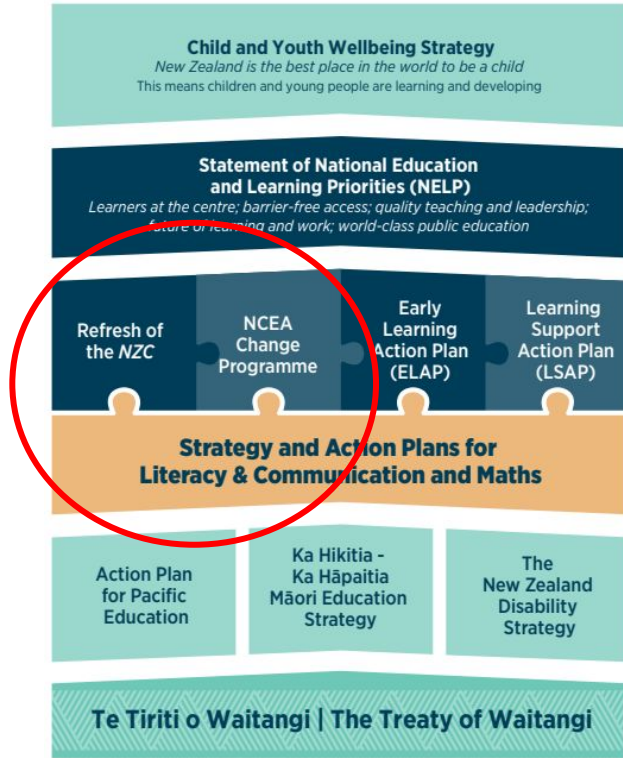 Child and Youth Wellbeing Strategy
New Zealand is the best place in the world to be a child
This means children and young people are learning and developing
Statement of National Education
and Learning Priorities (NELP)
Learners at the centre; barrier-free access; quality teaching and leadership;
future of learning and work; world-class public education
Refresh of
the NZC
NCEA
Change
Programme
Early
Learning
Action Plan
(ELAP)
Learning
Support
Action Plan
(LSAP)
Strategy and Action Plans for
Literacy & Communication and Maths
Action Plan
for Pacific
Education
Ka Hikitia -
Ka Hāpaitia
Māori Education
Strategy
The
New Zealand
Disability
Strategy
Te Tiriti o Waitangi | The Treaty of Waitangi